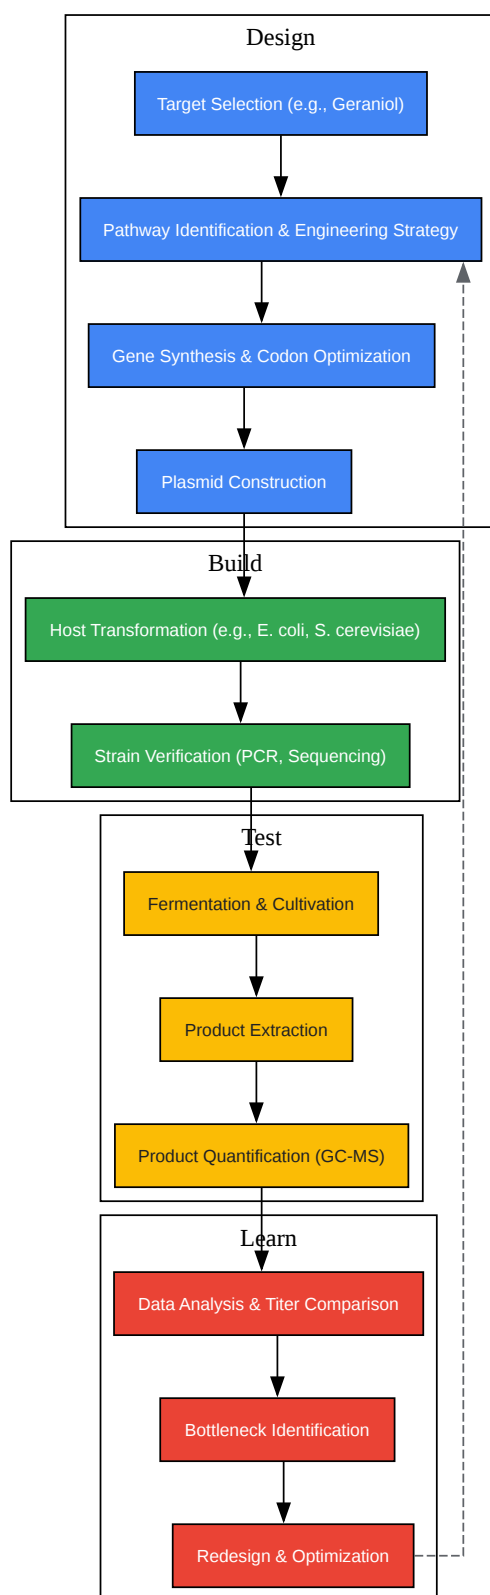 Design
Target Selection (e.g., Geraniol)
Pathway Identification & Engineering Strategy
Gene Synthesis & Codon Optimization
Plasmid Construction
Build
Host Transformation (e.g., E. coli, S. cerevisiae)
Strain Verification (PCR, Sequencing)
Test
Fermentation & Cultivation
Product Extraction
Product Quantification (GC-MS)
Learn
Data Analysis & Titer Comparison
Bottleneck Identification
Redesign & Optimization